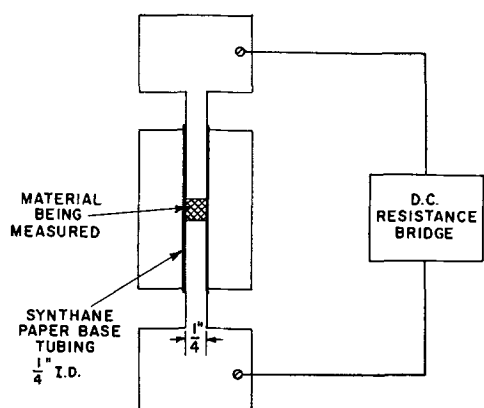 MATERIAL
BEING
MEASURED
SYNTHANE
PAPER BASE
TUBING
1/4" I.D.
1/4"
D.C.
RESISTANCE
BRIDGE